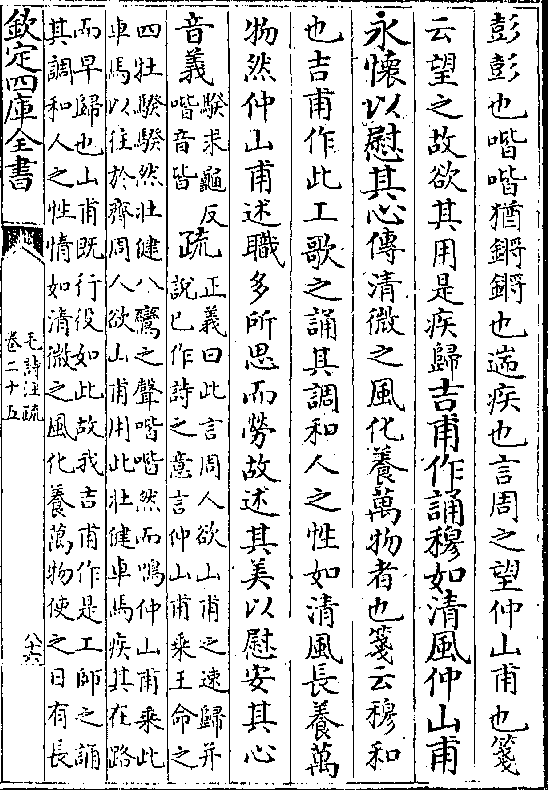 彭彭也喈喈猶鏘鏘也遄疾也言周之望仲山甫也箋
云望之故欲其用是疾歸吉甫作誦穆如清風仲山甫
永懷以慰其心傳清微之風化養萬物者也箋云穆和
也吉甫作此工歌之誦其調和人之性如清風長養萬
物然仲山甫述職多所思而勞故述其美以慰安其心
音義騤求龜反
喈音皆
疏正義曰此言周人欲山甫之速歸并
說已作詩之意言仲山甫乘王命之
四牡騤騤然壯健八鸞之聲喈喈然而鳴仲山甫乘此
車馬以往於齊周人欲山甫用此壯健車馬疾其在路
而早歸也山甫既行役如此故我吉甫作是工師之誦
其調和人之性情如清微之風化養萬物使之日有長
欽定四庫全書
毛詩注疏
卷二十五
八十六